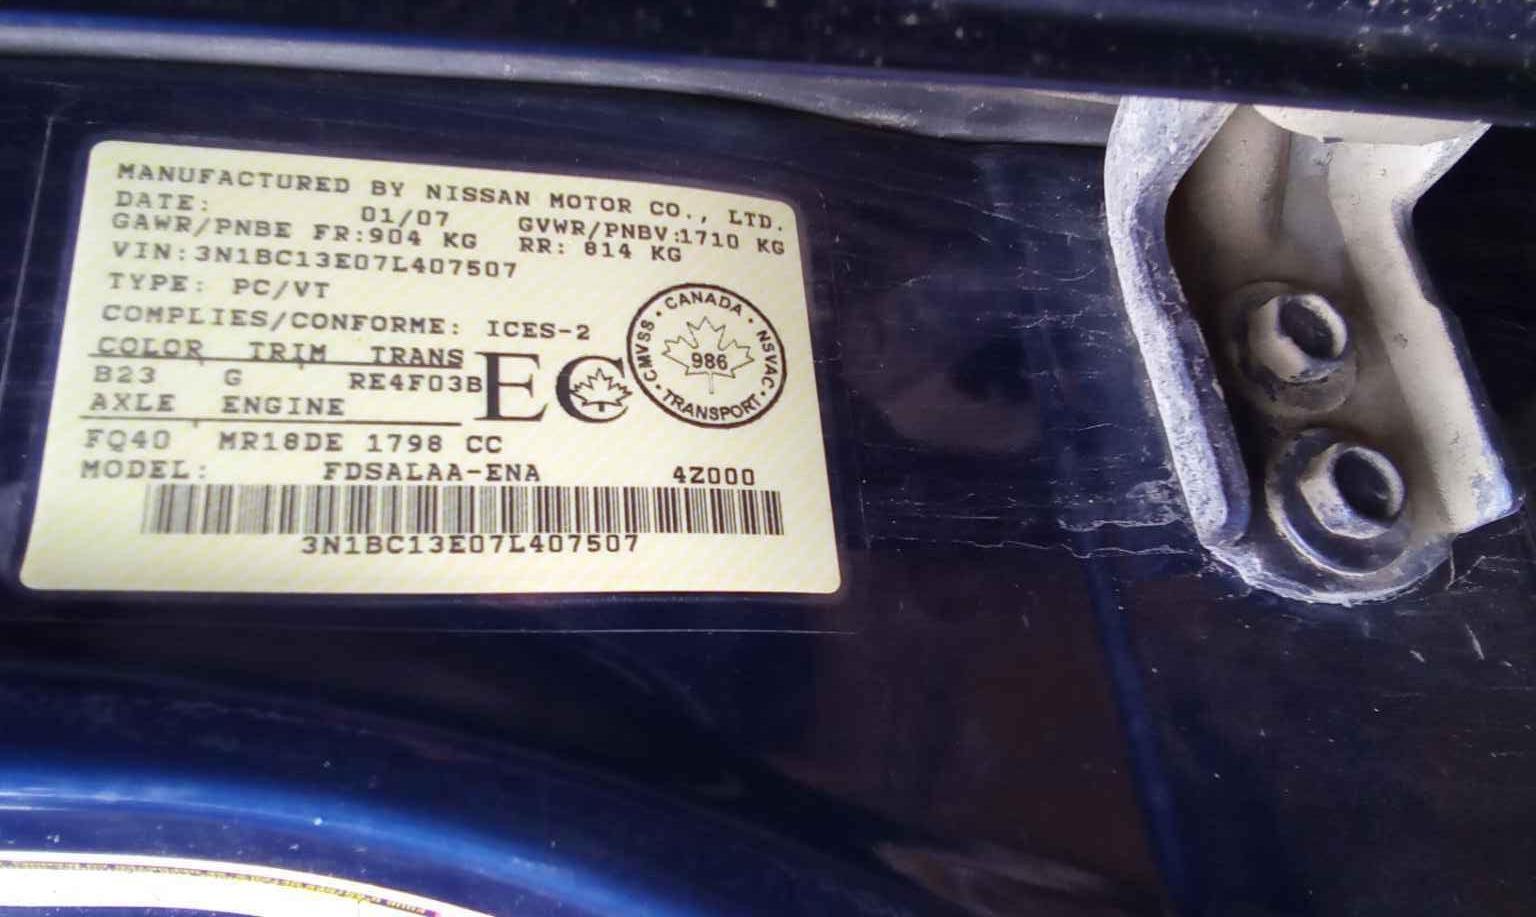 MANUFACTURED BY NISSAN MOTOR CO., LTD.
DATE: 01/07 GVWR/PNBV:1710 KG
GAWR/PNBE FR:904 KG RR: 814 KG
VIN:3N1BC13E07L407507
TYPE: PC/VT
COMPLIES/CONFORME: ICES-2
COLOR TRIM TRANS
B23 G RE4F03B
AXLE ENGINE
FQ40 MR18DE 1798 CC
MODEL: FDSALAA-ENA 4Z000
3N1BC13E07L407507
EC
CANADA · NSVAC · TRANSPORT · CMVSS ·
986